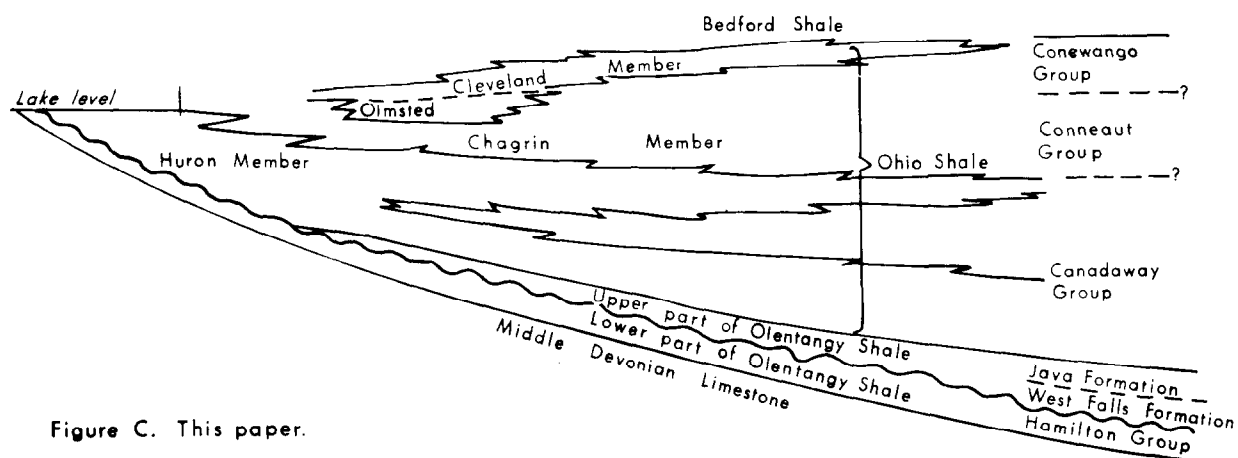 Bedford Shale
Conewango
Group
?
Member
Cleveland
Olmsted
Lake level
Huron Member
Chagrin Member
Conneaut
Group
?
Ohio Shale
Canadaway
Group
Upper part of Olentangy Shale
Lower part of Olentangy Shale
Middle Devonian Limestone
Java Formation
West Falls Formation
Hamilton Group
Figure C. This paper.